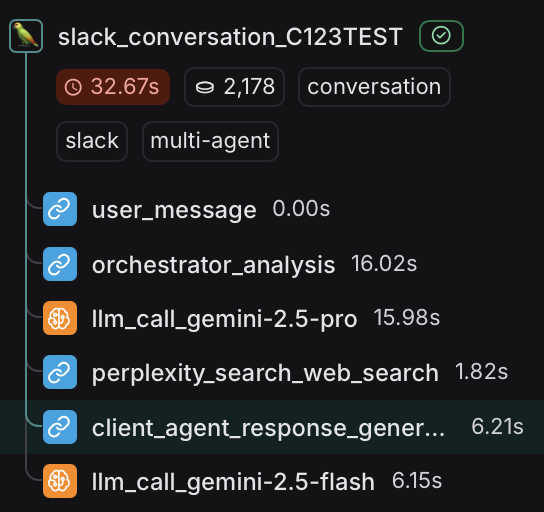 slack_conversation_C123TEST
32.67s 2,178 conversation
slack multi-agent
user_message 0.00s
orchestrator_analysis 16.02s
llm_call_gemini-2.5-pro 15.98s
perplexity_search_web_search 1.82s
client_agent_response_gener... 6.21s
llm_call_gemini-2.5-flash 6.15s